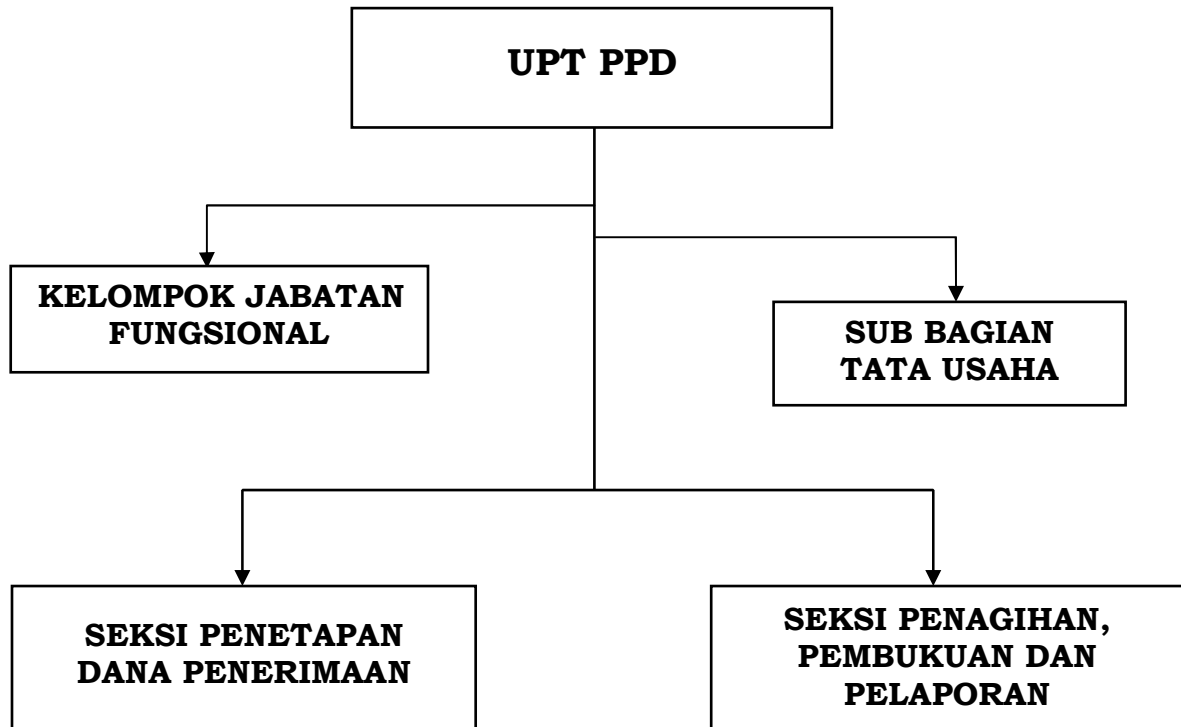 UPT PPD
KELOMPOK JABATAN
FUNGSIONAL
SUB BAGIAN
TATA USAHA
SEKSI PENETAPAN
DANA PENERIMAAN
SEKSI PENAGIHAN,
PEMBUKUAN DAN
PELAPORAN